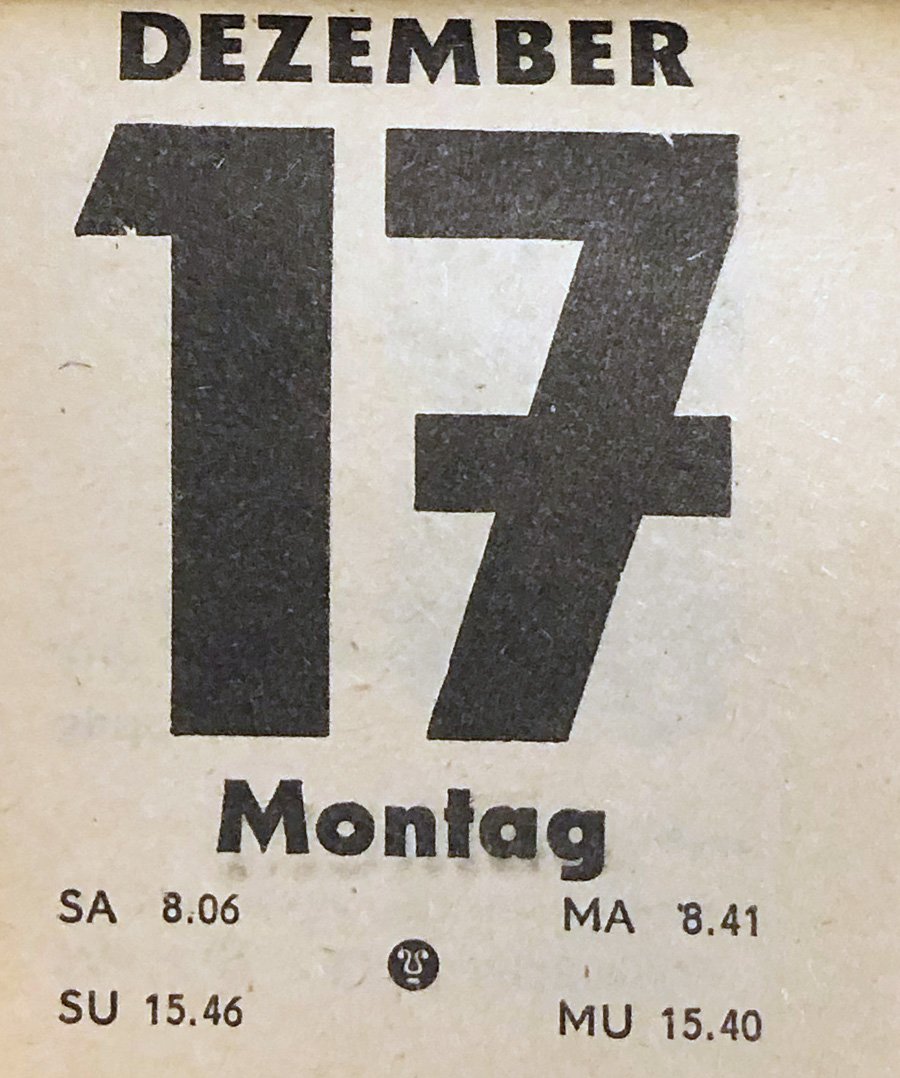 DEZEMBER
17
Montag
SA 8.06 MA 8.41
SU 15.46 MU 15.40